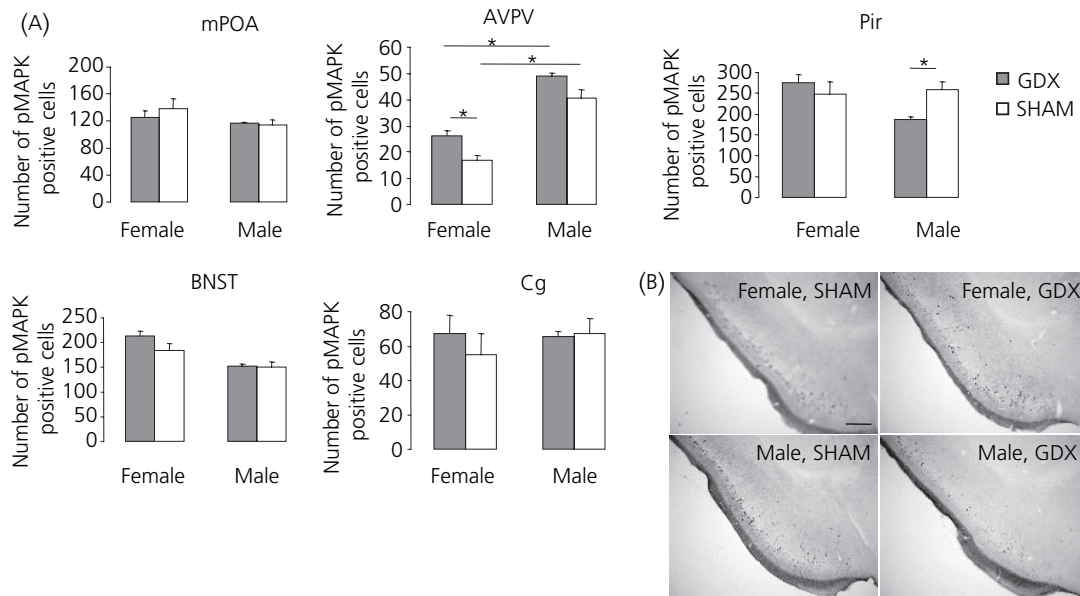 (A)
mPOA
Number of pMAPK
positive cells
200
160
120
80
40
0
Female Male
AVPV
Number of pMAPK
positive cells
60
50
40
30
20
10
0
*
*
*
Female Male
Pir
Number of pMAPK
positive cells
300
250
200
150
100
50
0
*
Female Male
GDX
SHAM
BNST
Number of pMAPK
positive cells
250
200
150
100
50
0
Female Male
Cg
Number of pMAPK
positive cells
80
60
40
20
0
Female Male
(B)
Female, SHAM
Female, GDX
Male, SHAM
Male, GDX